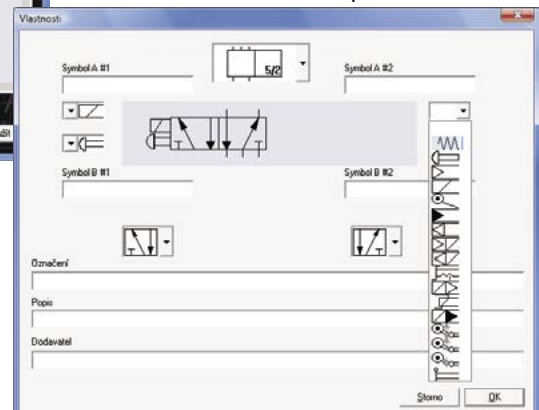 Vlastnosti
5/2
Symbol A #1
Symbol A #2
Symbol B #1
Symbol B #2
Označení
Popis
Dodavatel
Storno
OK